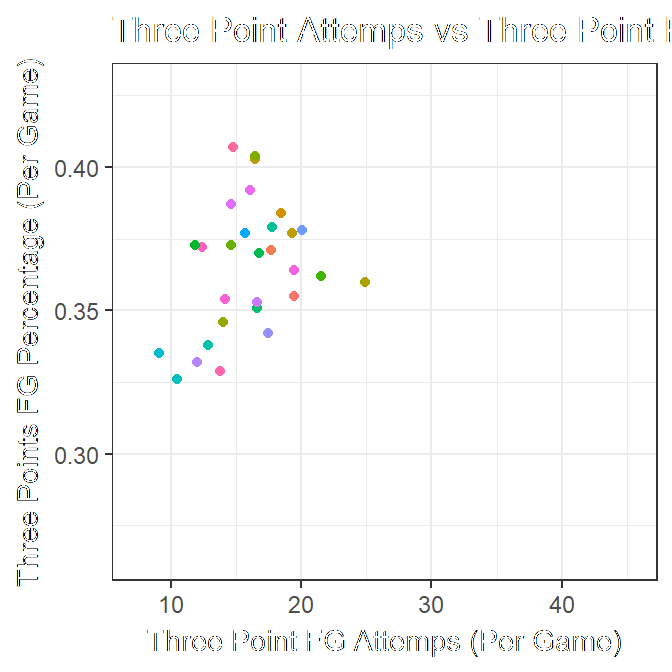 Three Point Attemps vs Three Point
Three Points FG Percentage (Per Game)
0.40
0.35
0.30
10 20 30 40
Three Point FG Attemps (Per Game)